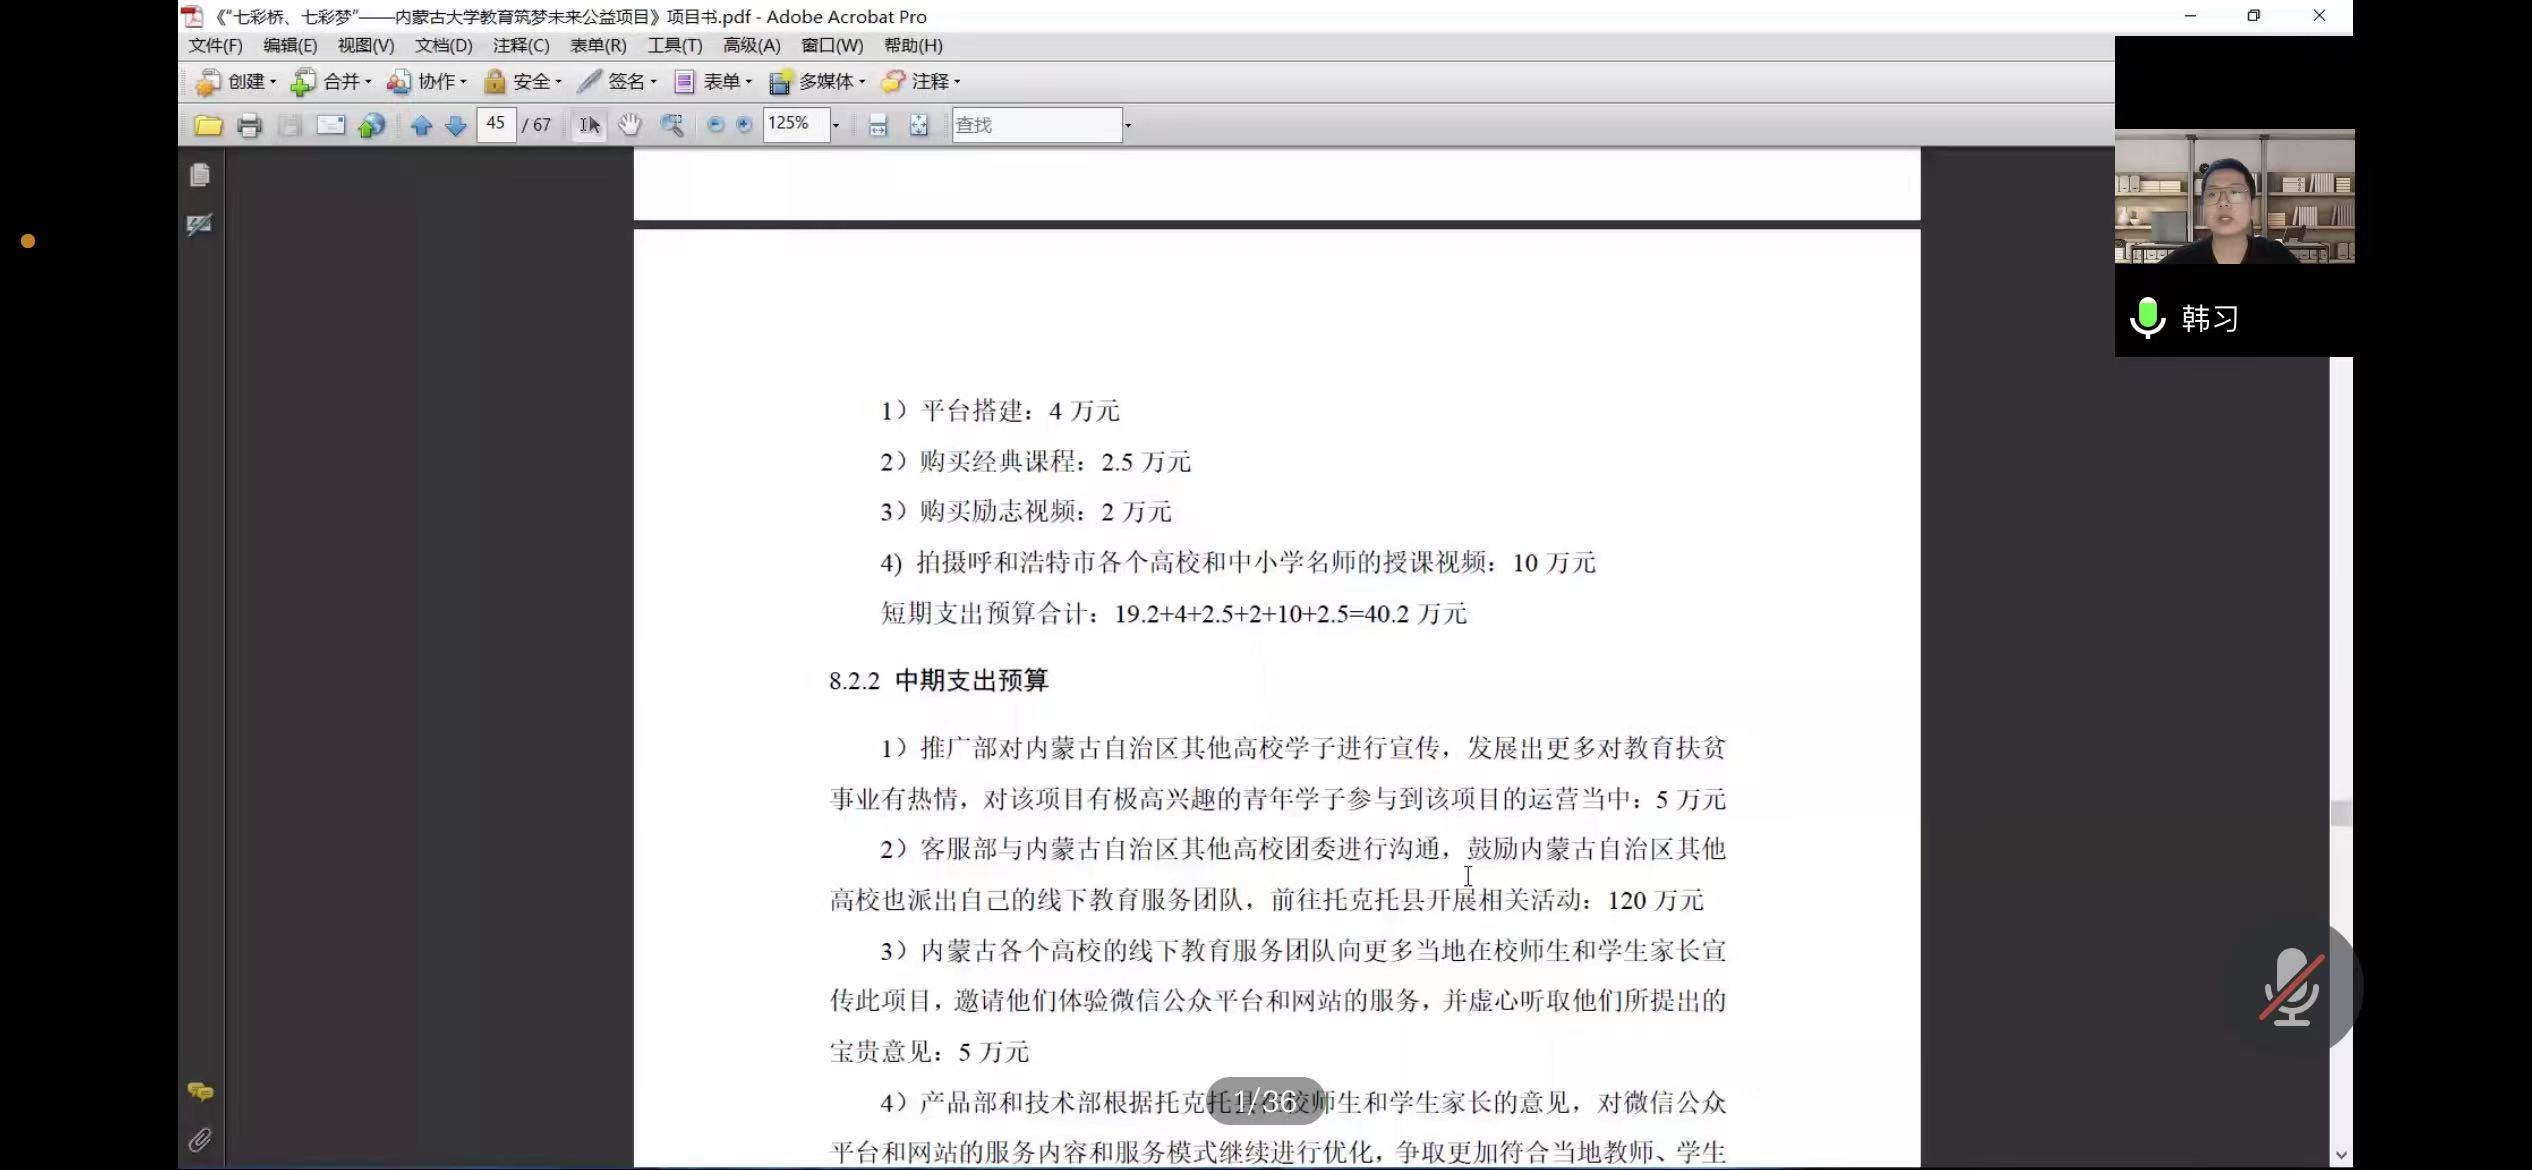 《“七彩桥、七彩梦”——内蒙古大学教育筑梦未来公益项目》项目书.pdf - Adobe Acrobat Pro
文件(F) 编辑(E) 视图(V) 文档(D) 注释(C) 表单(R) 工具(T) 高级(A) 窗口(W) 帮助(H)
创建 合并 协作 安全 签名 表单 多媒体 注释
45 / 67 125% 查找
韩习
1）平台搭建：4 万元
2）购买经典课程：2.5 万元
3）购买励志视频：2 万元
4) 拍摄呼和浩特市各个高校和中小学名师的授课视频：10 万元
短期支出预算合计：19.2+4+2.5+2+10+2.5=40.2 万元
8.2.2 中期支出预算
1）推广部对内蒙古自治区其他高校学子进行宣传，发展出更多对教育扶贫
事业有热情，对该项目有极高兴趣的青年学子参与到该项目的运营当中：5 万元
2）客服部与内蒙古自治区其他高校团委进行沟通，鼓励内蒙古自治区其他
高校也派出自己的线下教育服务团队，前往托克托县开展相关活动：120 万元
3）内蒙古各个高校的线下教育服务团队向更多当地在校师生和学生家长宣
传此项目，邀请他们体验微信公众平台和网站的服务，并虚心听取他们所提出的
宝贵意见：5 万元
4）产品部和技术部根据托克托县在校师生和学生家长的意见，对微信公众
1/36
平台和网站的服务内容和服务模式继续进行优化，争取更加符合当地教师、学生